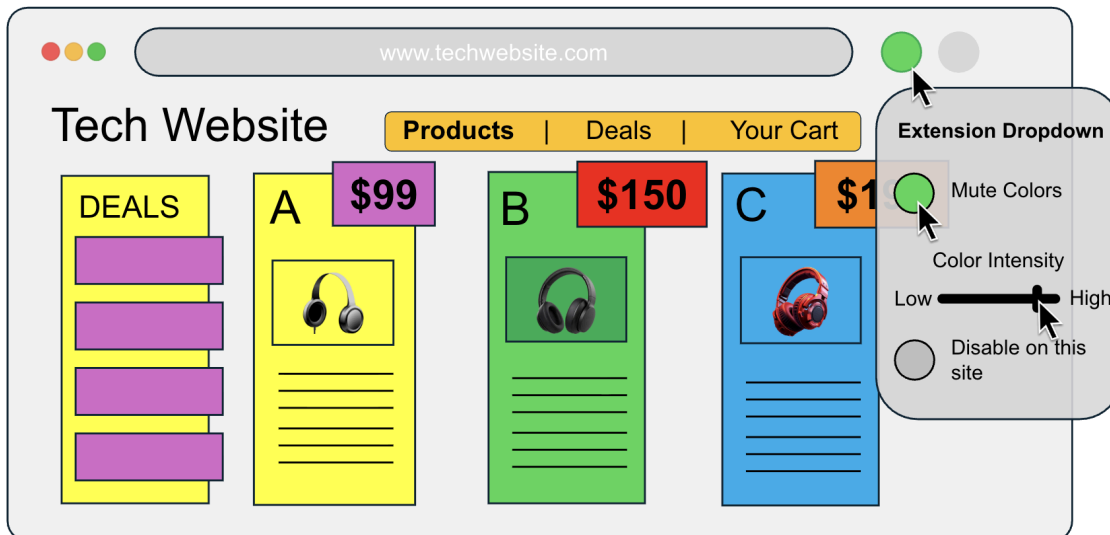 www.techwebsite.com
Tech Website
Products | Deals | Your Cart
Extension Dropdown
DEALS
A
$99
B
$150
C
$19
Mute Colors
Color Intensity
Low
High
Disable on this
site